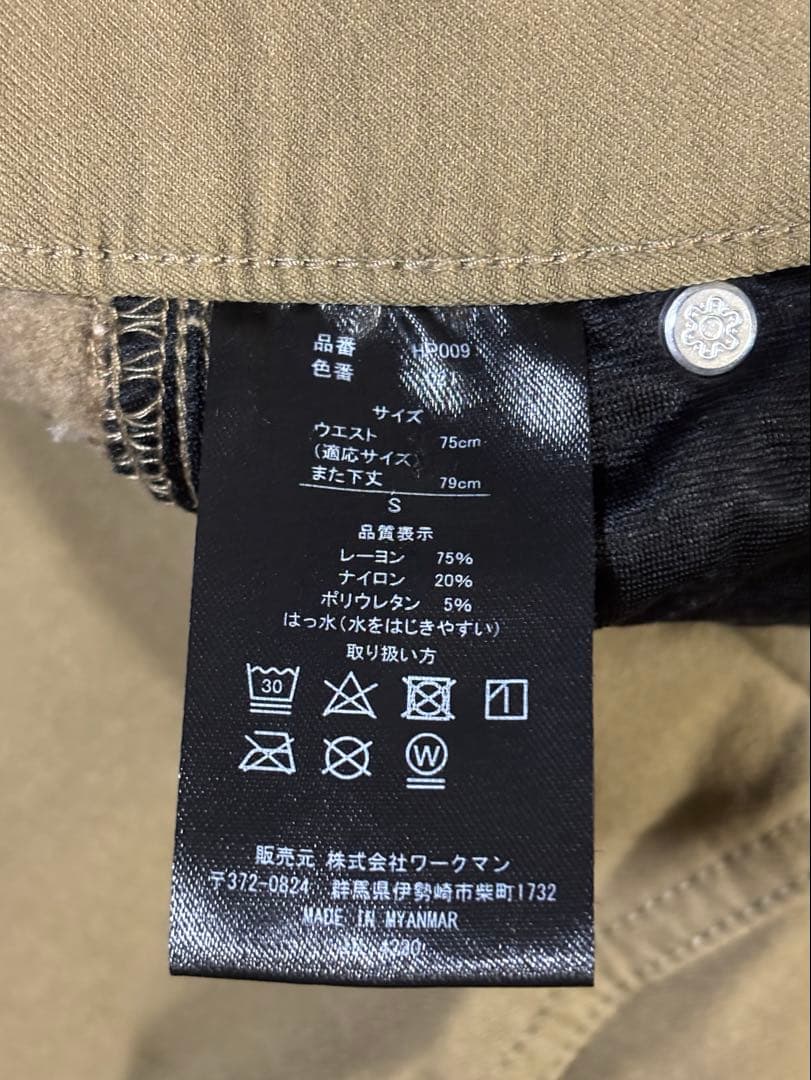 品番 HP009
色番
サイズ
ウエスト 75cm
(適応サイズ)
また下丈 79cm
S
品質表示
レーヨン 75%
ナイロン 20%
ポリウレタン 5%
はっ水(水をはじきやすい)
取り扱い方
30
W
販売元 株式会社ワークマン
〒372-0824 群馬県伊勢崎市柴町1732
MADE IN MYANMAR